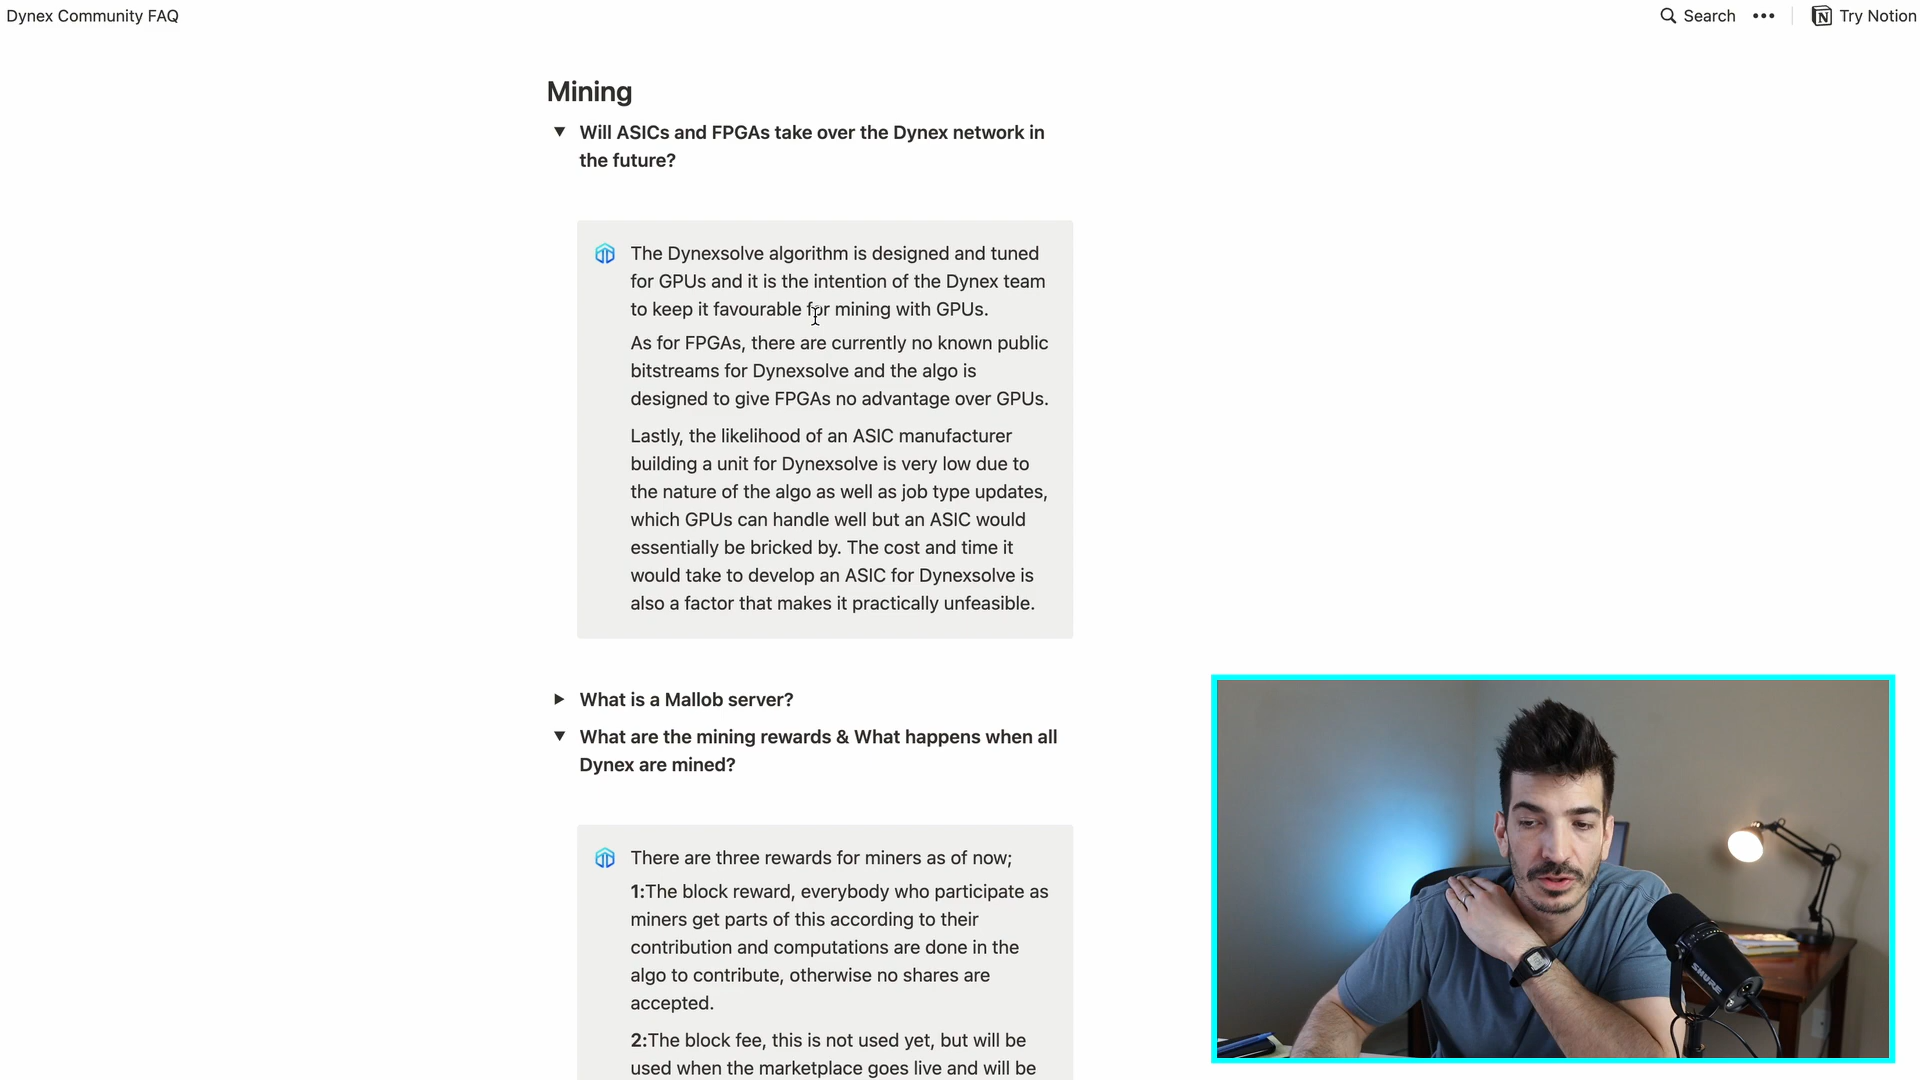 Dynex Community FAQ
Search
Try Notion
Mining
Will ASICs and FPGAs take over the Dynex network in
the future?
The Dynexsolve algorithm is designed and tuned
for GPUs and it is the intention of the Dynex team
to keep it favourable for mining with GPUs.
As for FPGAs, there are currently no known public
bitstreams for Dynexsolve and the algo is
designed to give FPGAs no advantage over GPUs.
Lastly, the likelihood of an ASIC manufacturer
building a unit for Dynexsolve is very low due to
the nature of the algo as well as job type updates,
which GPUs can handle well but an ASIC would
essentially be bricked by. The cost and time it
would take to develop an ASIC for Dynexsolve is
also a factor that makes it practically unfeasible.
What is a Mallob server?
What are the mining rewards & What happens when all
Dynex are mined?
There are three rewards for miners as of now;
1:The block reward, everybody who participate as
miners get parts of this according to their
contribution and computations are done in the
algo to contribute, otherwise no shares are
accepted.
2:The block fee, this is not used yet, but will be
used when the marketplace goes live and will be
SHURE